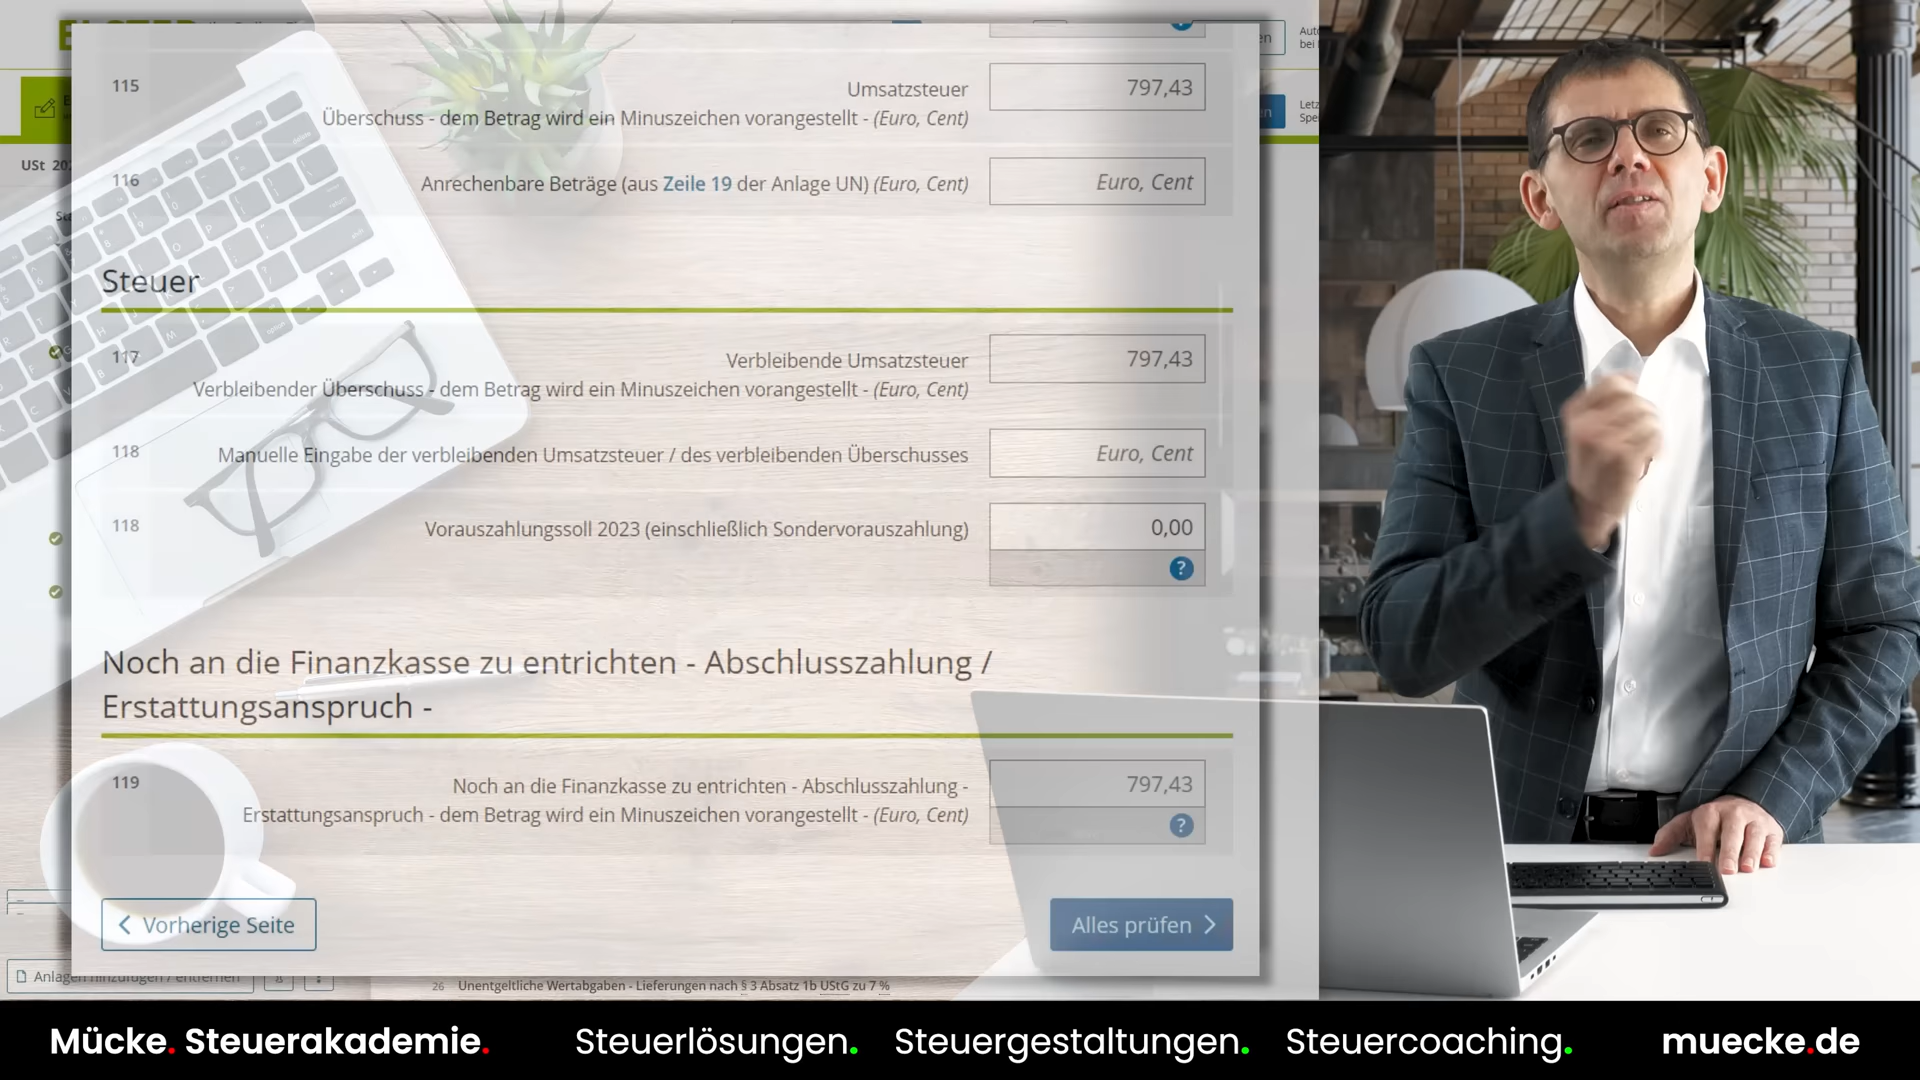 115
Umsatzsteuer
797,43
Überschuss - dem Betrag wird ein Minuszeichen vorangestellt - (Euro, Cent)
116
Anrechenbare Beträge (aus Zeile 19 der Anlage UN) (Euro, Cent)
Euro, Cent
Steuer
117
Verbleibende Umsatzsteuer
797,43
Verbleibender Überschuss - dem Betrag wird ein Minuszeichen vorangestellt - (Euro, Cent)
118
Manuelle Eingabe der verbleibenden Umsatzsteuer / des verbleibenden Überschusses
Euro, Cent
118
Vorauszahlungssoll 2023 (einschließlich Sondervorauszahlung)
0,00
?
Noch an die Finanzkasse zu entrichten - Abschlusszahlung /
Erstattungsanspruch -
119
Noch an die Finanzkasse zu entrichten - Abschlusszahlung -
797,43
Erstattungsanspruch - dem Betrag wird ein Minuszeichen vorangestellt - (Euro, Cent)
?
Vorherige Seite
Alles prüfen
Anlagen hinzufügen / entfernen
26 Unentgeltliche Wertabgaben - Lieferungen nach § 3 Absatz 1b UStG zu 7 %
USt
Mücke. Steuerakademie.
Steuerlösungen. Steuergestaltungen. Steuercoaching.
muecke.de